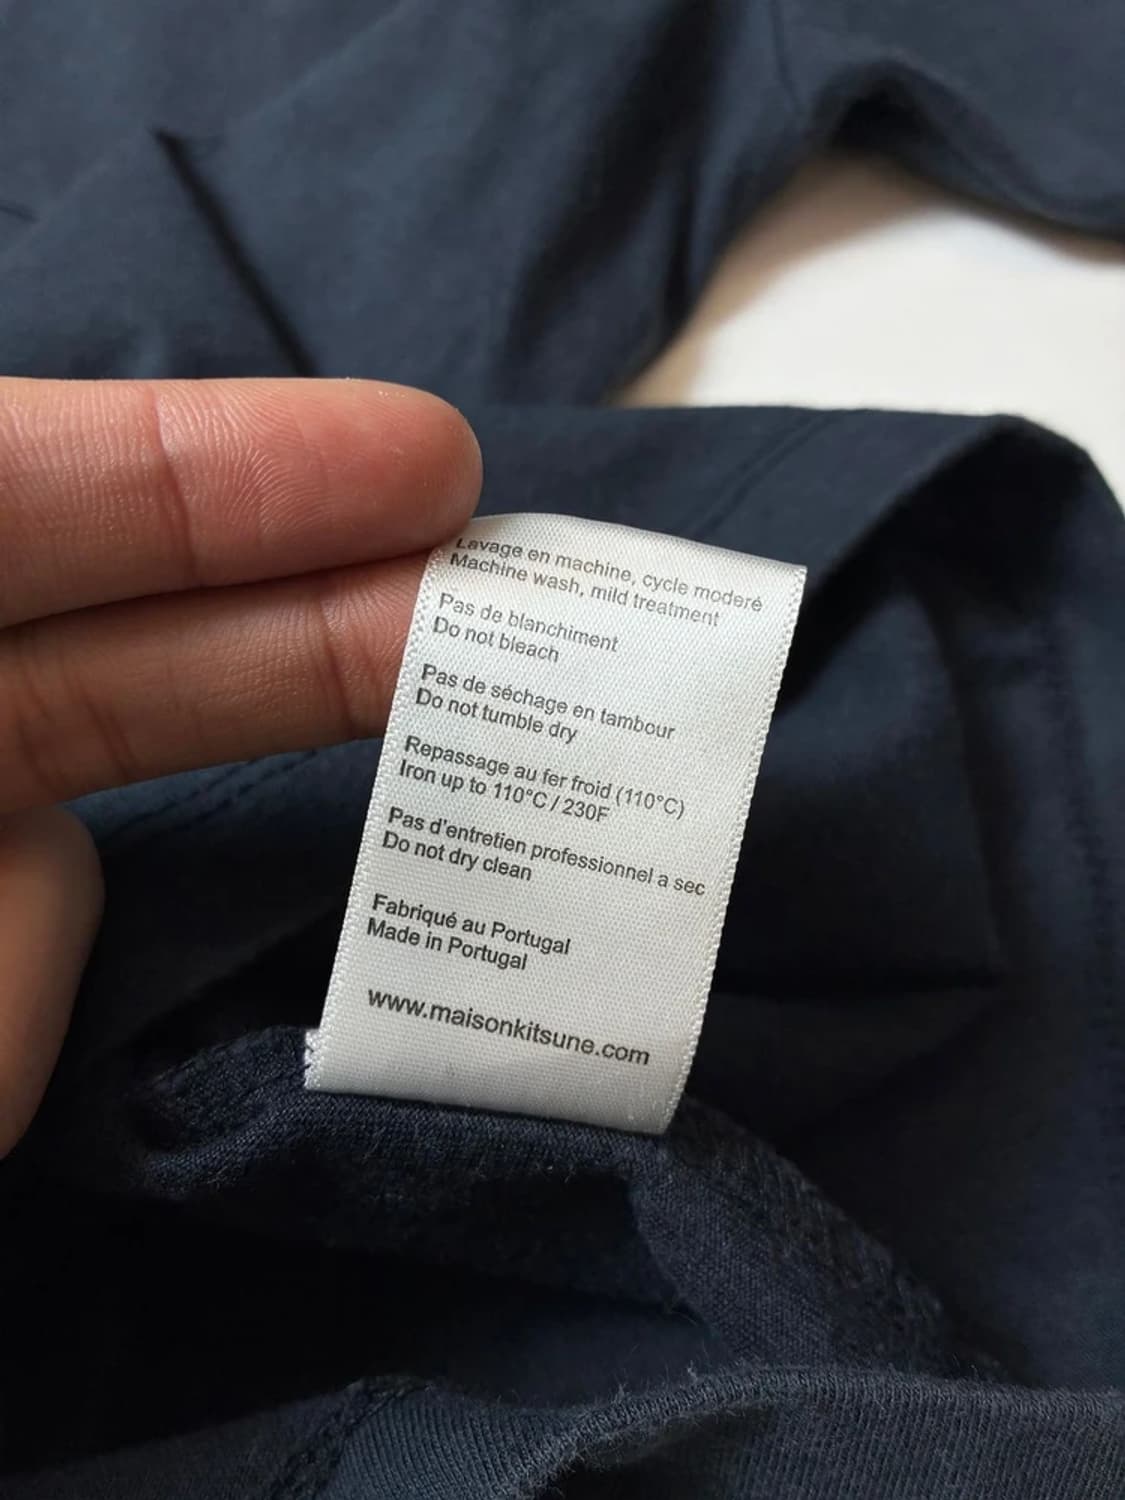 Lavage en machine, cycle moderé
Machine wash, mild treatment
Pas de blanchiment
Do not bleach
Pas de séchage en tambour
Do not tumble dry
Repassage au fer froid (110°C)
Iron up to 110°C / 230F
Pas d'entretien professionnel a sec
Do not dry clean
Fabriqué au Portugal
Made in Portugal
www.maisonkitsune.com